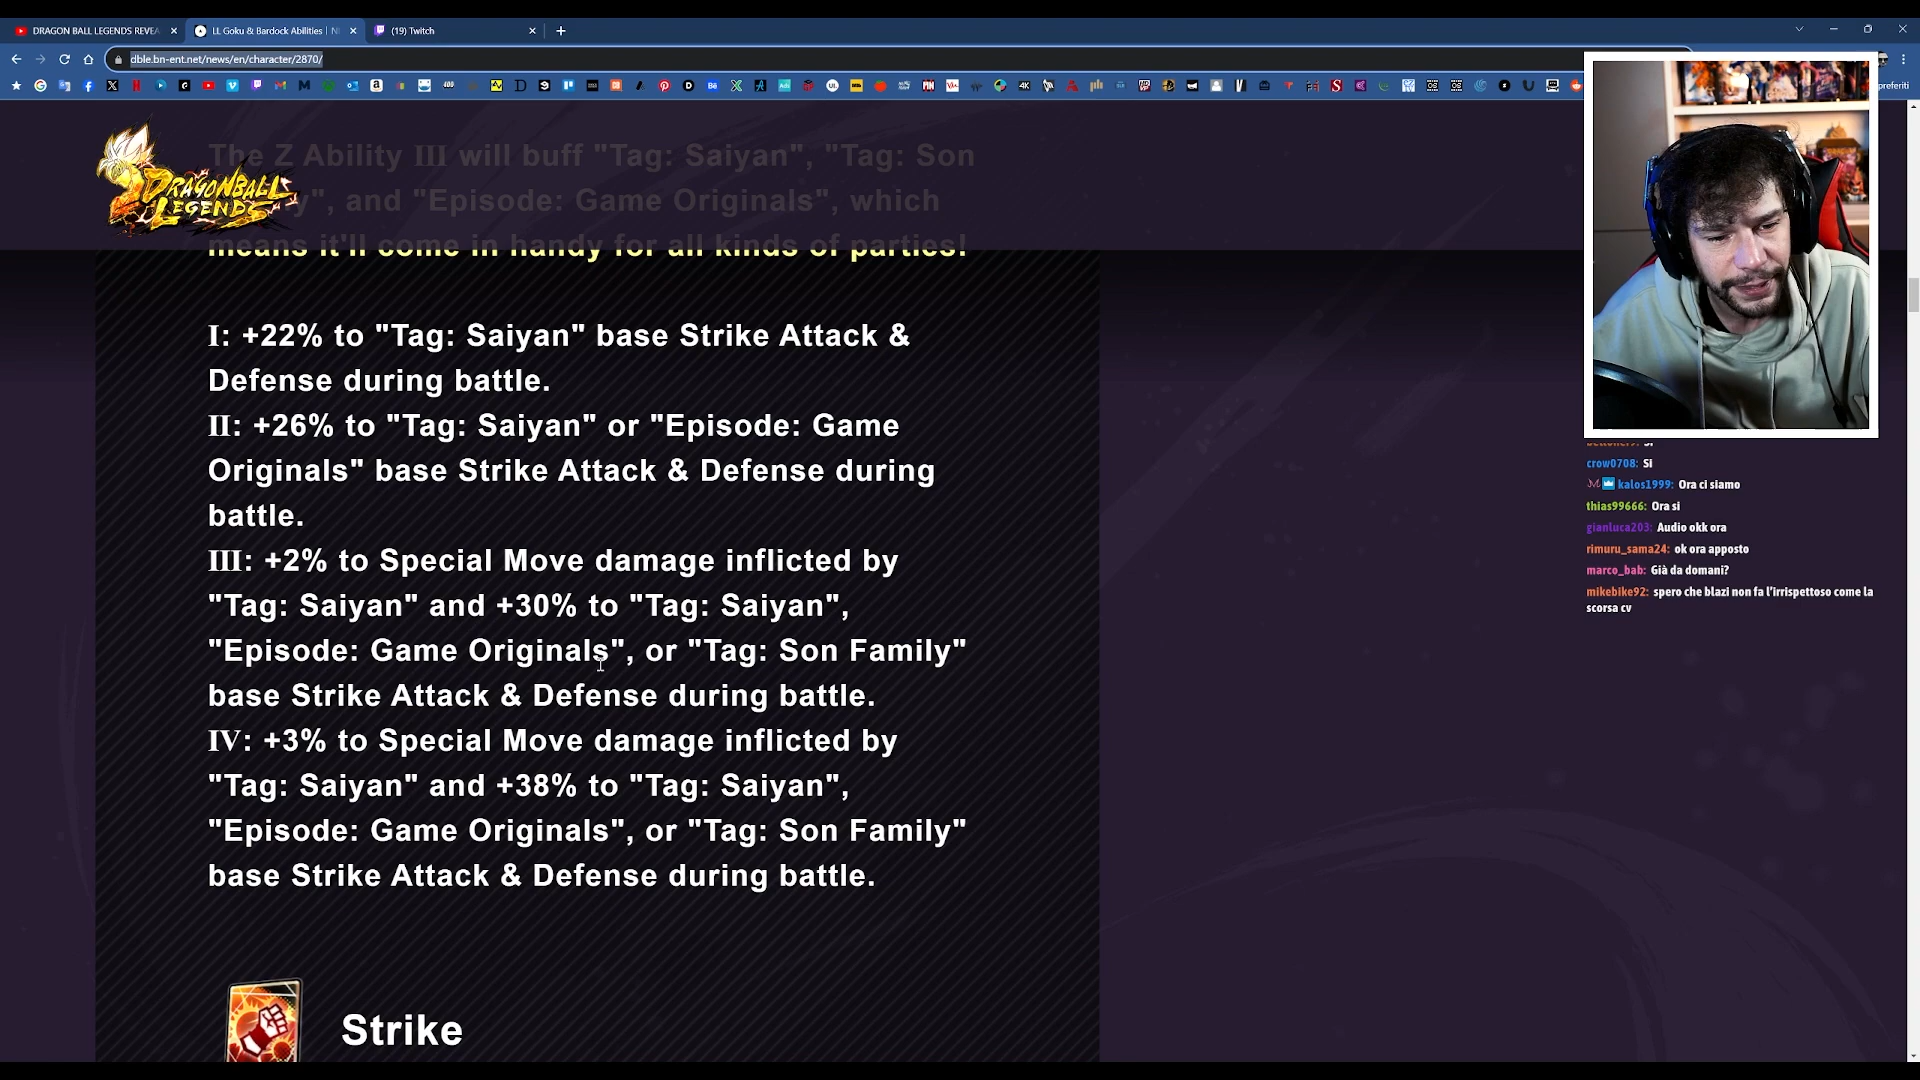 DRAGON BALL LEGENDS REVEA
LL Goku & Bardock Abilities | N
(19) Twitch
dble.bn-ent.net/news/en/character/2870/
preferiti
DRAGONBALL
LEGENDS
The Z Ability III will buff "Tag: Saiyan", "Tag: Son
y", and "Episode: Game Originals", which
means it'll come in handy for all kinds of parties!
I: +22% to "Tag: Saiyan" base Strike Attack &
Defense during battle.
II: +26% to "Tag: Saiyan" or "Episode: Game
Originals" base Strike Attack & Defense during
battle.
III: +2% to Special Move damage inflicted by
"Tag: Saiyan" and +30% to "Tag: Saiyan",
"Episode: Game Originals", or "Tag: Son Family"
base Strike Attack & Defense during battle.
IV: +3% to Special Move damage inflicted by
"Tag: Saiyan" and +38% to "Tag: Saiyan",
"Episode: Game Originals", or "Tag: Son Family"
base Strike Attack & Defense during battle.
Strike
crow0708: Si
kalos1999: Ora ci siamo
thias99666: Ora si
gianluca203: Audio okk ora
rimuru_sama24: ok ora apposto
marco_bab: Già da domani?
mikebike92: spero che blazi non fa l'irrispettoso come la
scorsa cv